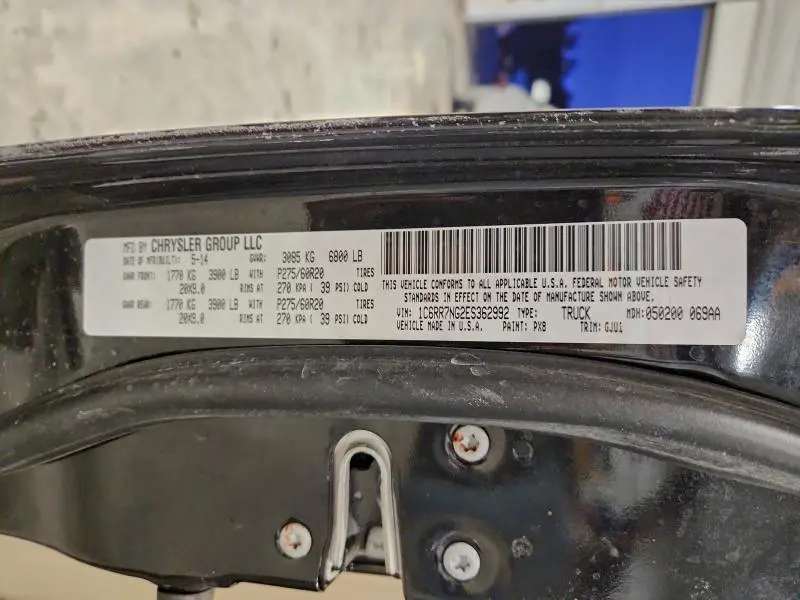 MFD BY CHRYSLER GROUP LLC
DATE OF MFR(BUILT): 5-14 GVWR: 3085 KG 6800 LB
GAWR FRONT: 1770 KG 3900 LB WITH P275/60R20 TIRES
20X9.0 RIMS AT 270 KPA ( 39 PSI) COLD
GAWR REAR: 1770 KG 3900 LB WITH P275/60R20 TIRES
20X9.0 RIMS AT 270 KPA ( 39 PSI) COLD
THIS VEHICLE CONFORMS TO ALL APPLICABLE U.S.A. FEDERAL MOTOR VEHICLE SAFETY
STANDARDS IN EFFECT ON THE DATE OF MANUFACTURE SHOWN ABOVE.
VIN: 1C6RR7NG2ES362992 TYPE: TRUCK MDH: 050200 069AA
VEHICLE MADE IN U.S.A. PAINT: PXB TRIM: GJU1